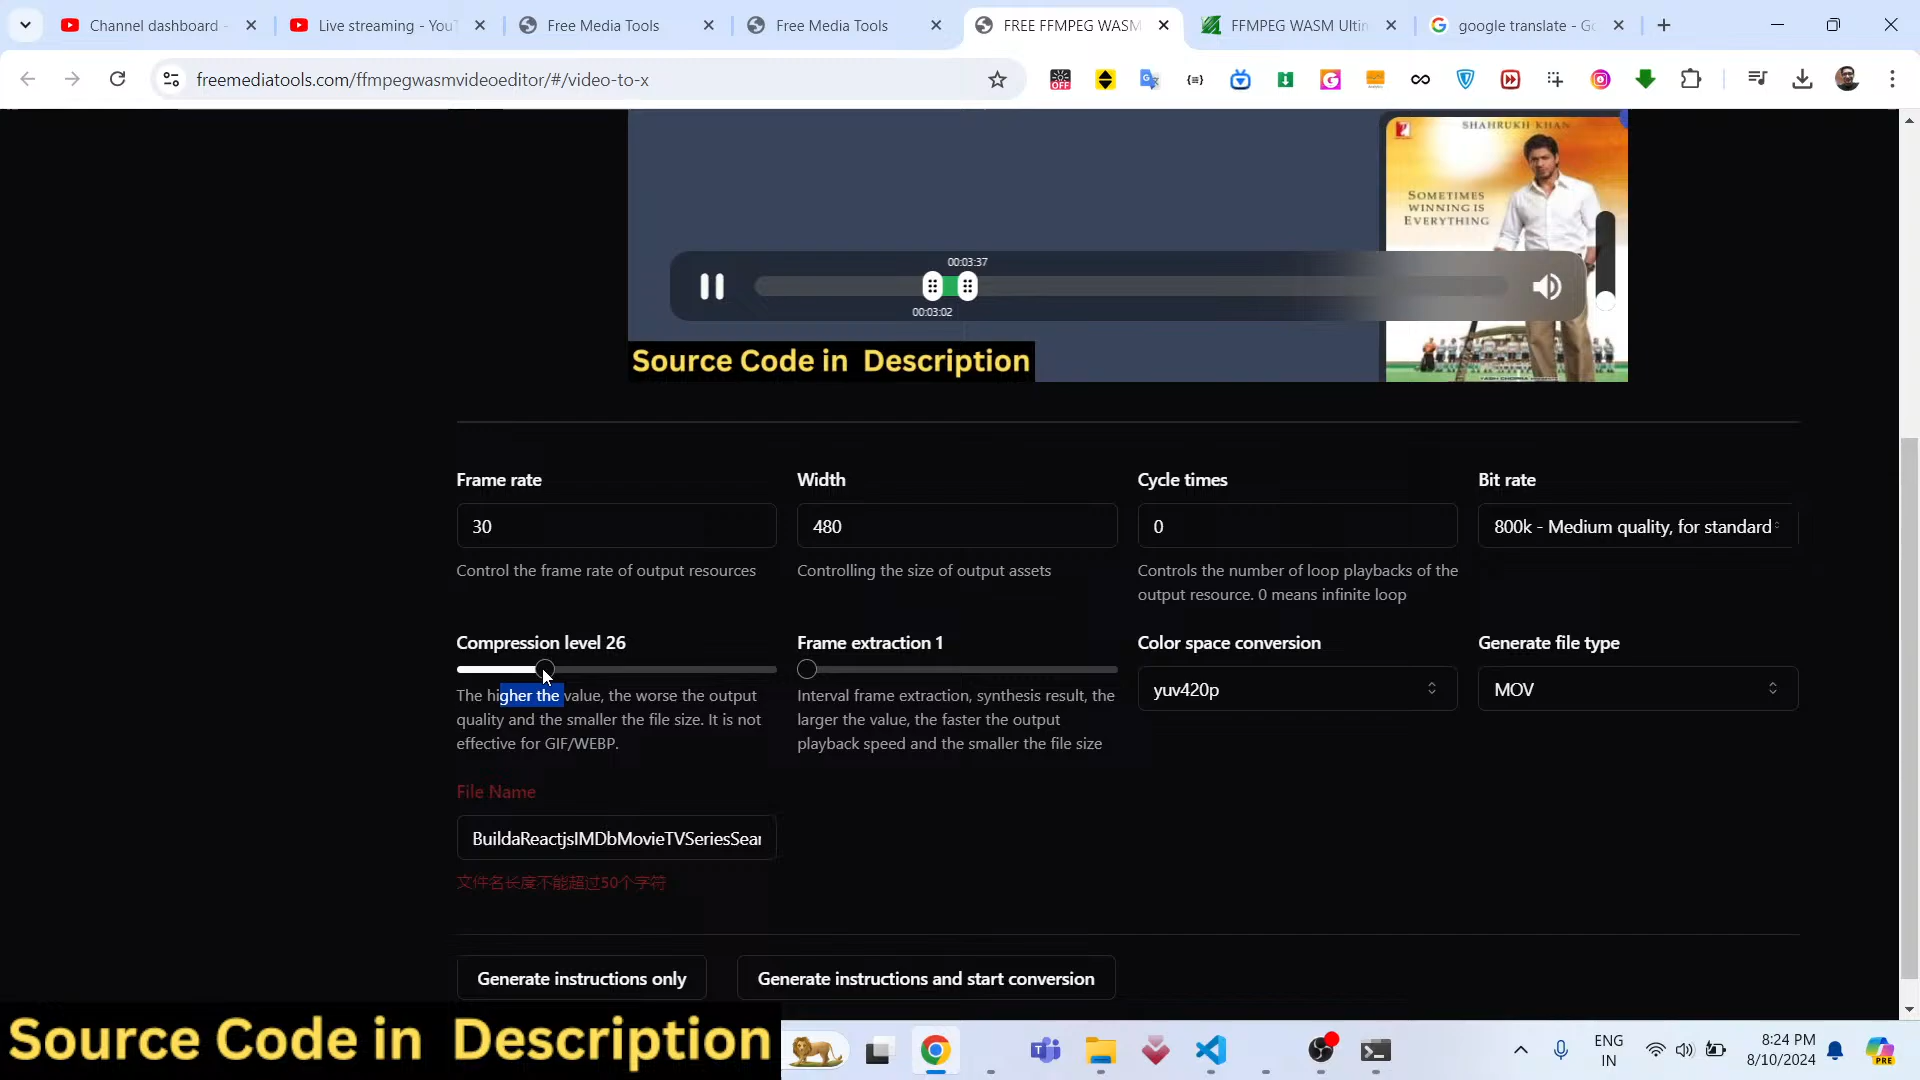 Channel dashboard -
Live streaming - YouT
Free Media Tools
Free Media Tools
FREE FFMPEG WASM
FFMPEG WASM Ultim
google translate - Go
freemediatools.com/ffmpegwasmvideoeditor/#/video-to-x
OFF
SHAHRUKH KHAN
SOMETIMES
WINNING IS
EVERYTHING
00:03:37
00:03:02
Source Code in Description
Frame rate
Width
Cycle times
Bit rate
30
480
0
800k - Medium quality, for standard
Control the frame rate of output resources
Controlling the size of output assets
Controls the number of loop playbacks of the
output resource. 0 means infinite loop
Compression level 26
Frame extraction 1
Color space conversion
Generate file type
The higher the value, the worse the output
quality and the smaller the file size. It is not
effective for GIF/WEBP.
Interval frame extraction, synthesis result, the
larger the value, the faster the output
playback speed and the smaller the file size
yuv420p
MOV
File Name
BuildaReactjsIMDbMovieTVSeriesSear
文件名长度不能超过50个字符
Generate instructions only
Generate instructions and start conversion
Source Code in Description
ENG
IN
8:24 PM
8/10/2024
PRE